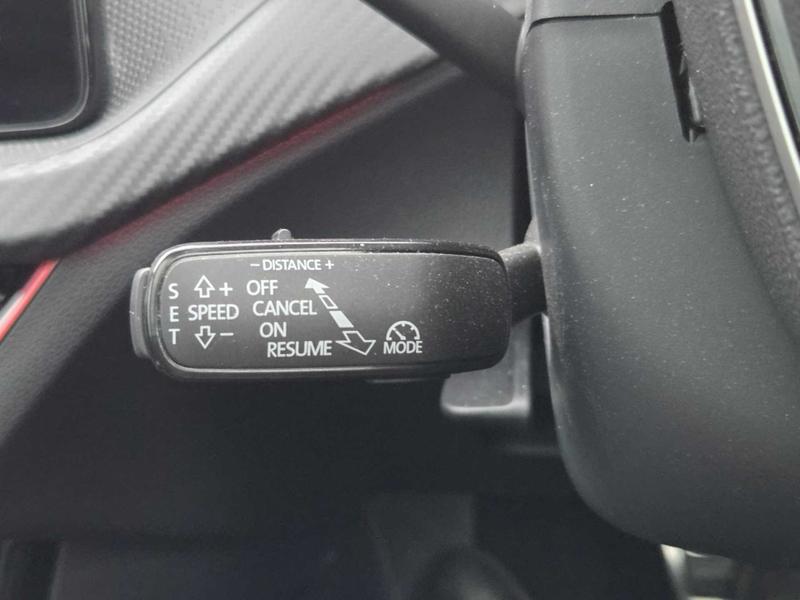 - DISTANCE +
S + OFF
E SPEED CANCEL
T - ON
RESUME MODE